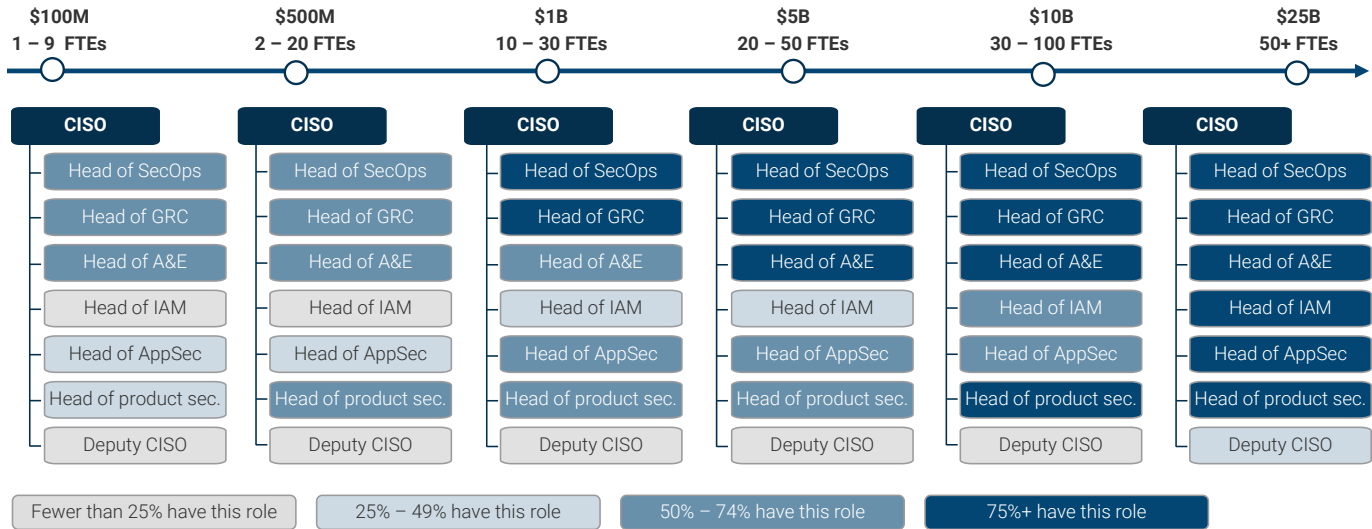 $100M
1 – 9 FTEs
$500M
2 – 20 FTEs
$1B
10 – 30 FTEs
$5B
20 – 50 FTEs
$10B
30 – 100 FTEs
$25B
50+ FTEs
CISO
Head of SecOps
Head of GRC
Head of A&E
Head of IAM
Head of AppSec
Head of product sec.
Deputy CISO
CISO
Head of SecOps
Head of GRC
Head of A&E
Head of IAM
Head of AppSec
Head of product sec.
Deputy CISO
CISO
Head of SecOps
Head of GRC
Head of A&E
Head of IAM
Head of AppSec
Head of product sec.
Deputy CISO
CISO
Head of SecOps
Head of GRC
Head of A&E
Head of IAM
Head of AppSec
Head of product sec.
Deputy CISO
CISO
Head of SecOps
Head of GRC
Head of A&E
Head of IAM
Head of AppSec
Head of product sec.
Deputy CISO
CISO
Head of SecOps
Head of GRC
Head of A&E
Head of IAM
Head of AppSec
Head of product sec.
Deputy CISO
Fewer than 25% have this role
25% – 49% have this role
50% – 74% have this role
75%+ have this role